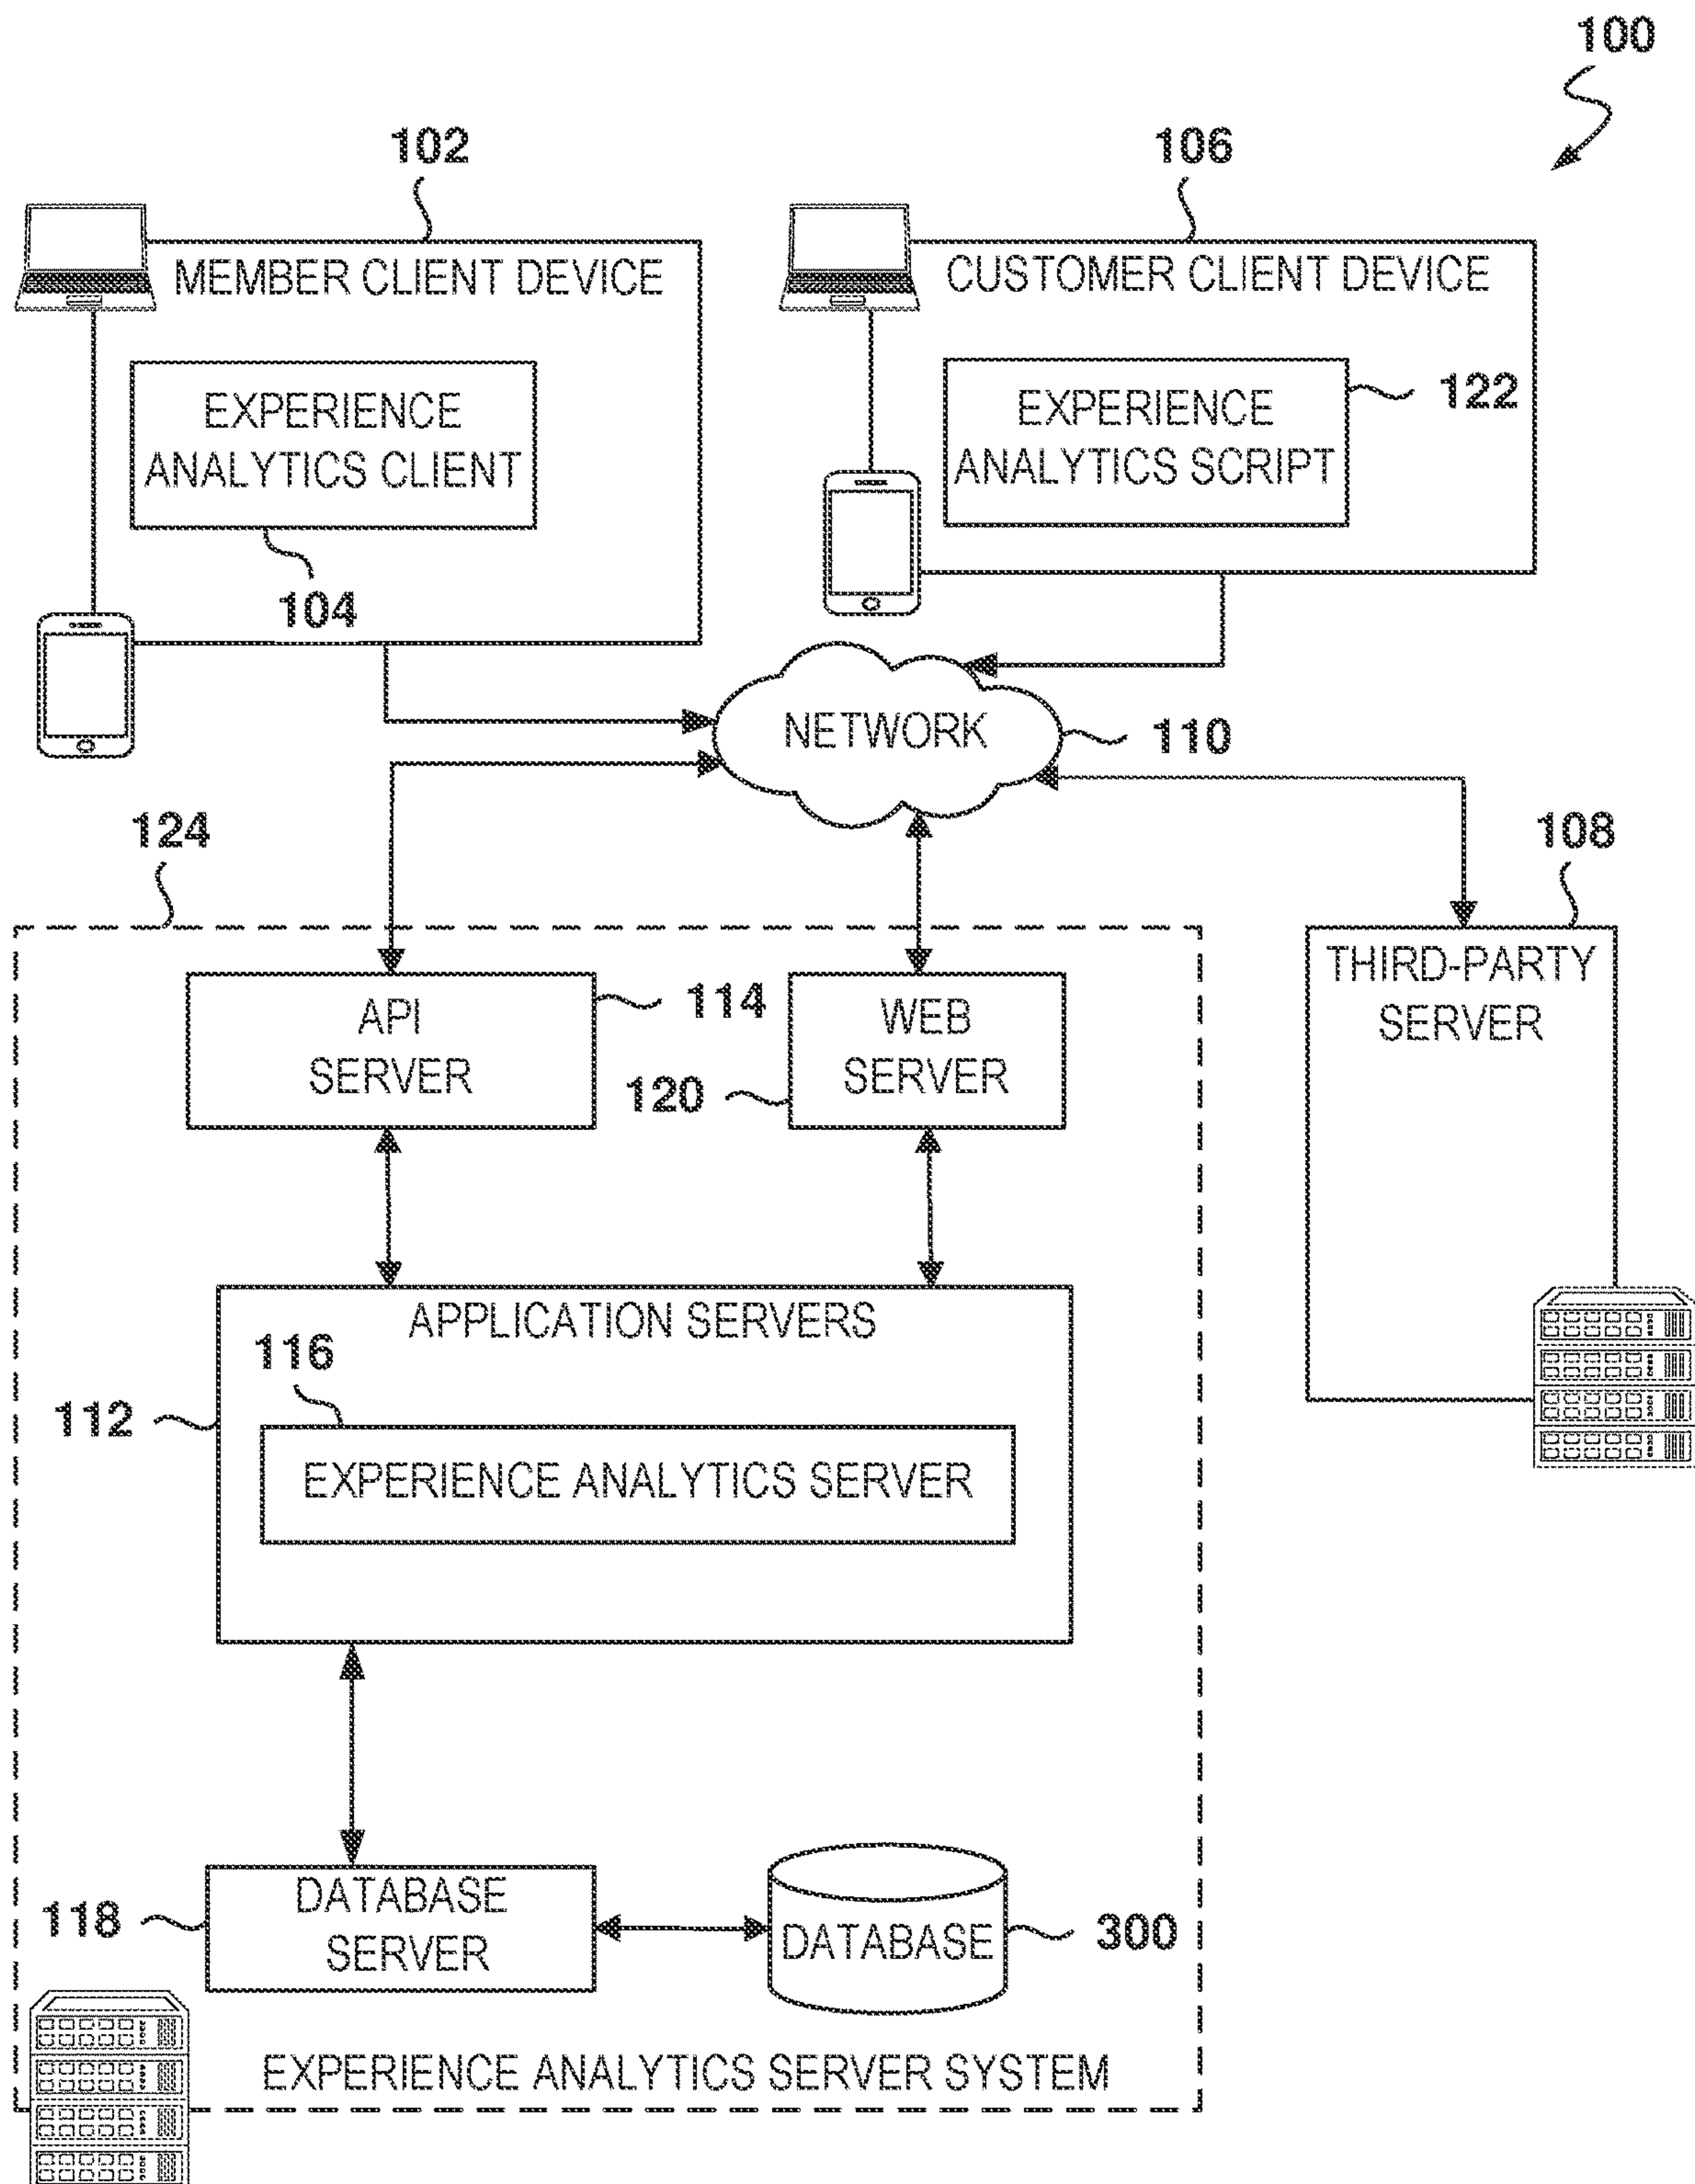 100
102
106
MEMBER CLIENT DEVICE
CUSTOMER CLIENT DEVICE
EXPERIENCE
ANALYTICS CLIENT
104
EXPERIENCE
ANALYTICS SCRIPT
122
NETWORK
110
124
108
API
SERVER
114
WEB
SERVER
120
THIRD-PARTY
SERVER
APPLICATION SERVERS
116
112
EXPERIENCE ANALYTICS SERVER
118
DATABASE
SERVER
DATABASE
300
EXPERIENCE ANALYTICS SERVER SYSTEM